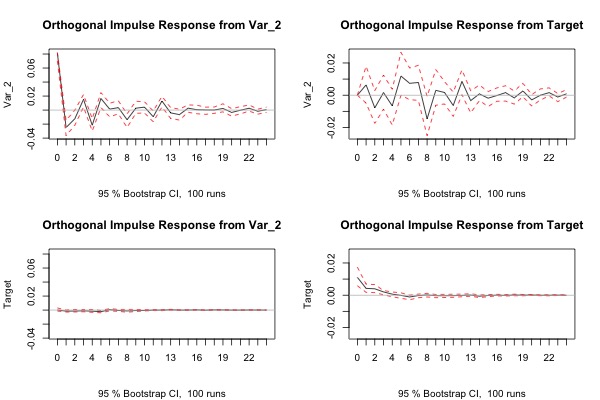 Orthogonal Impulse Response from Var_2
Orthogonal Impulse Response from Target
Var_2
0.06
0.02
-0.04
0 2 4 6 8 10 13 16 19 22
95 % Bootstrap CI, 100 runs
Var_2
0.02
0.00
-0.02
0 2 4 6 8 10 13 16 19 22
95 % Bootstrap CI, 100 runs
Orthogonal Impulse Response from Var_2
Orthogonal Impulse Response from Target
Target
0.06
0.02
-0.04
0 2 4 6 8 10 13 16 19 22
95 % Bootstrap CI, 100 runs
Target
0.02
0.00
-0.02
0 2 4 6 8 10 13 16 19 22
95 % Bootstrap CI, 100 runs